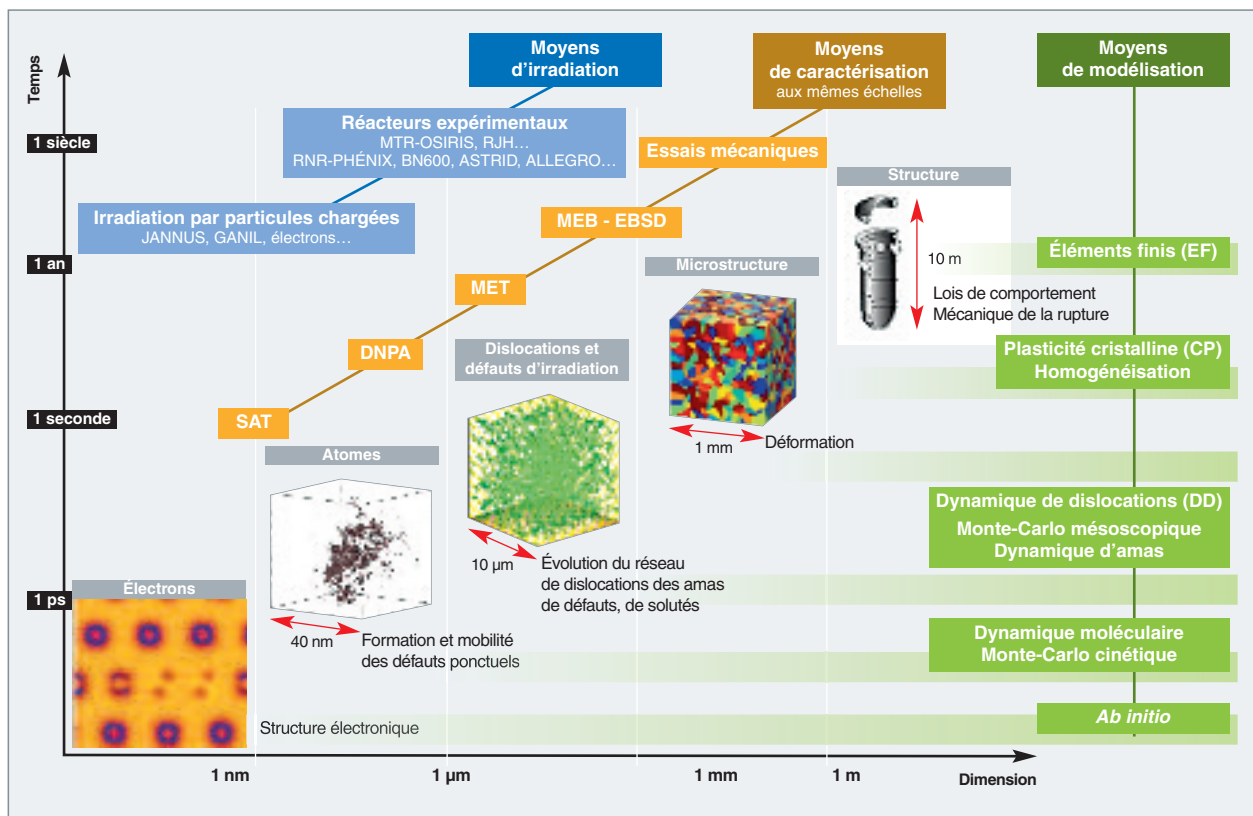 Temps
1 siècle
1 an
1 seconde
1 ps
Moyens
d'irradiation
Réacteurs expérimentaux
MTR-OSIRIS, RJH…
RNR-PHÉNIX, BN600, ASTRID, ALLEGRO…
Irradiation par particules chargées
JANNUS, GANIL, électrons…
Moyens
de caractérisation
aux mêmes échelles
Essais mécaniques
MEB - EBSD
MET
DNPA
SAT
Moyens
de modélisation
Éléments finis (EF)
Plasticité cristalline (CP)
Homogénéisation
Dynamique de dislocations (DD)
Monte-Carlo mésoscopique
Dynamique d'amas
Dynamique moléculaire
Monte-Carlo cinétique
Ab initio
Structure
10 m
Lois de comportement
Mécanique de la rupture
Microstructure
1 mm
Déformation
Dislocations et
défauts d'irradiation
10 µm
Évolution du réseau
de dislocations des amas
de défauts, de solutés
Atomes
40 nm
Formation et mobilité
des défauts ponctuels
Électrons
Structure électronique
1 nm
1 µm
1 mm
1 m
Dimension